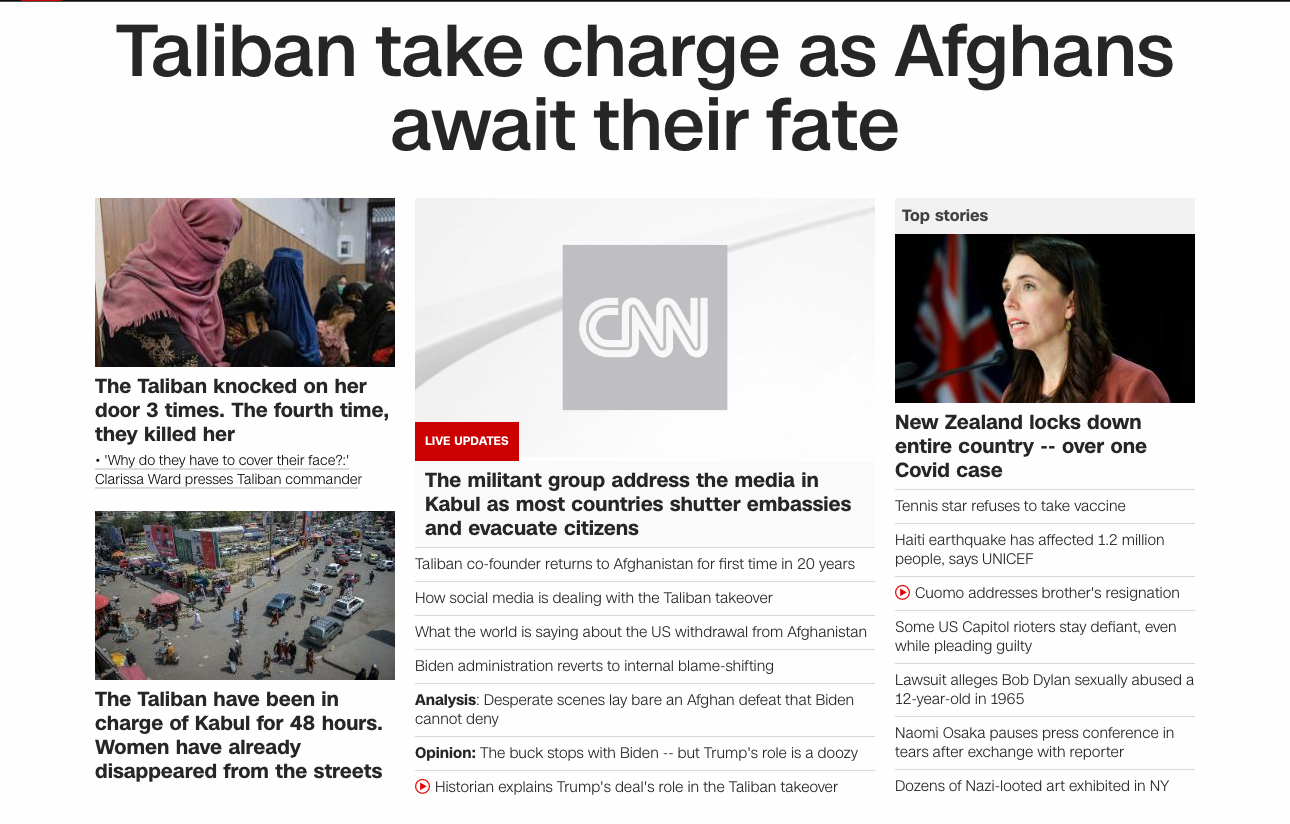 Taliban take charge as Afghans
await their fate
The Taliban knocked on her
door 3 times. The fourth time,
they killed her
• 'Why do they have to cover their face?:'
Clarissa Ward presses Taliban commander
The Taliban have been in
charge of Kabul for 48 hours.
Women have already
disappeared from the streets
CNN
LIVE UPDATES
The militant group address the media in
Kabul as most countries shutter embassies
and evacuate citizens
Taliban co-founder returns to Afghanistan for first time in 20 years
How social media is dealing with the Taliban takeover
What the world is saying about the US withdrawal from Afghanistan
Biden administration reverts to internal blame-shifting
Analysis: Desperate scenes lay bare an Afghan defeat that Biden
cannot deny
Opinion: The buck stops with Biden -- but Trump's role is a doozy
Historian explains Trump's deal's role in the Taliban takeover
Top stories
New Zealand locks down
entire country -- over one
Covid case
Tennis star refuses to take vaccine
Haiti earthquake has affected 1.2 million
people, says UNICEF
Cuomo addresses brother's resignation
Some US Capitol rioters stay defiant, even
while pleading guilty
Lawsuit alleges Bob Dylan sexually abused a
12-year-old in 1965
Naomi Osaka pauses press conference in
tears after exchange with reporter
Dozens of Nazi-looted art exhibited in NY